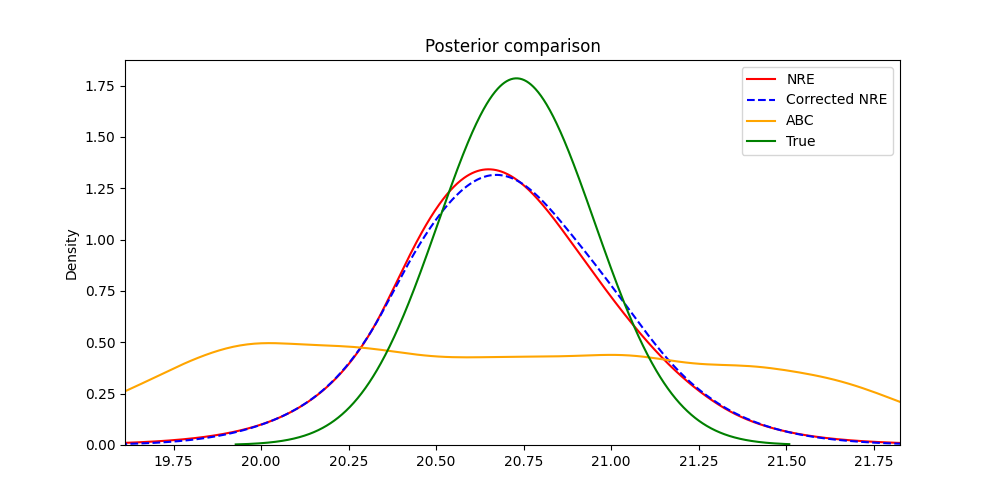 Posterior comparison
NRE
Corrected NRE
ABC
True
Density
1.75
1.50
1.25
1.00
0.75
0.50
0.25
0.00
19.75 20.00 20.25 20.50 20.75 21.00 21.25 21.50 21.75